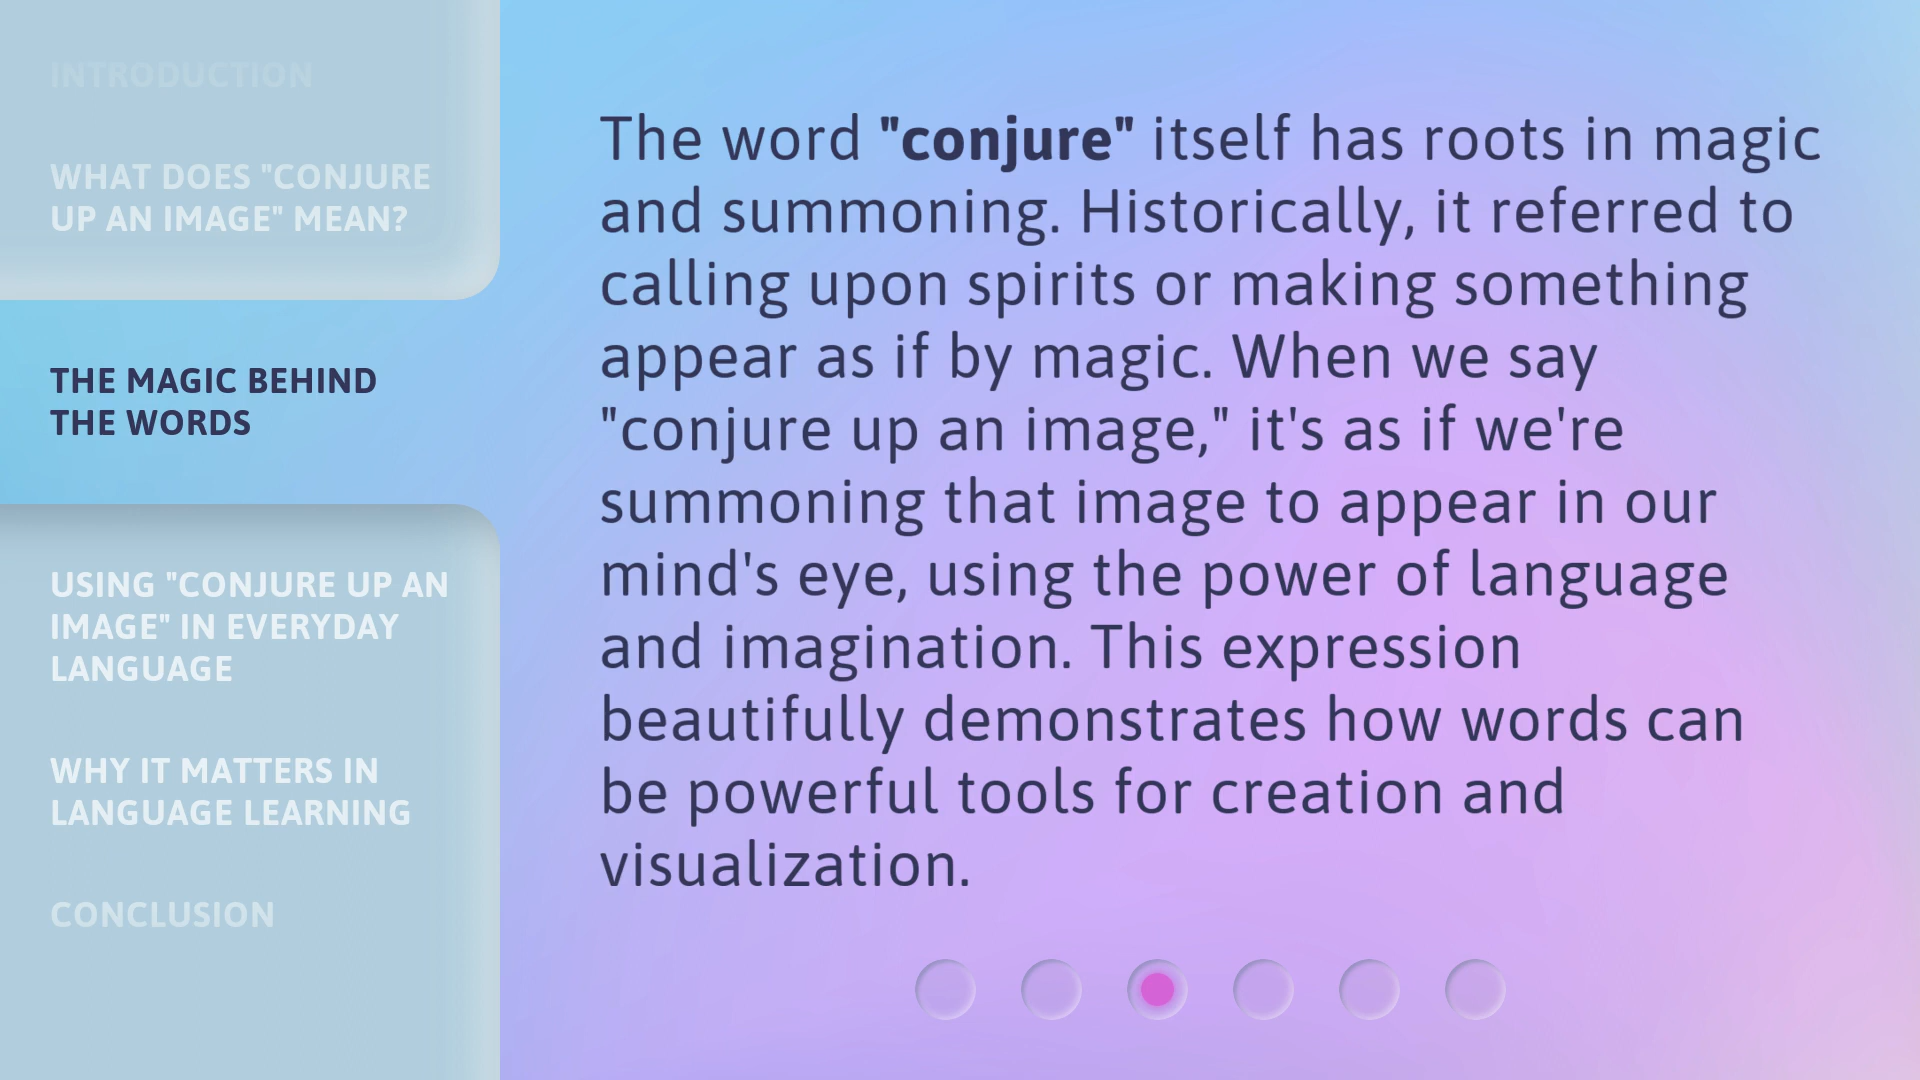 INTRODUCTION
WHAT DOES "CONJURE
UP AN IMAGE" MEAN?
THE MAGIC BEHIND
THE WORDS
USING "CONJURE UP AN
IMAGE" IN EVERYDAY
LANGUAGE
WHY IT MATTERS IN
LANGUAGE LEARNING
CONCLUSION
The word "conjure" itself has roots in magic
and summoning. Historically, it referred to
calling upon spirits or making something
appear as if by magic. When we say
"conjure up an image," it's as if we're
summoning that image to appear in our
mind's eye, using the power of language
and imagination. This expression
beautifully demonstrates how words can
be powerful tools for creation and
visualization.